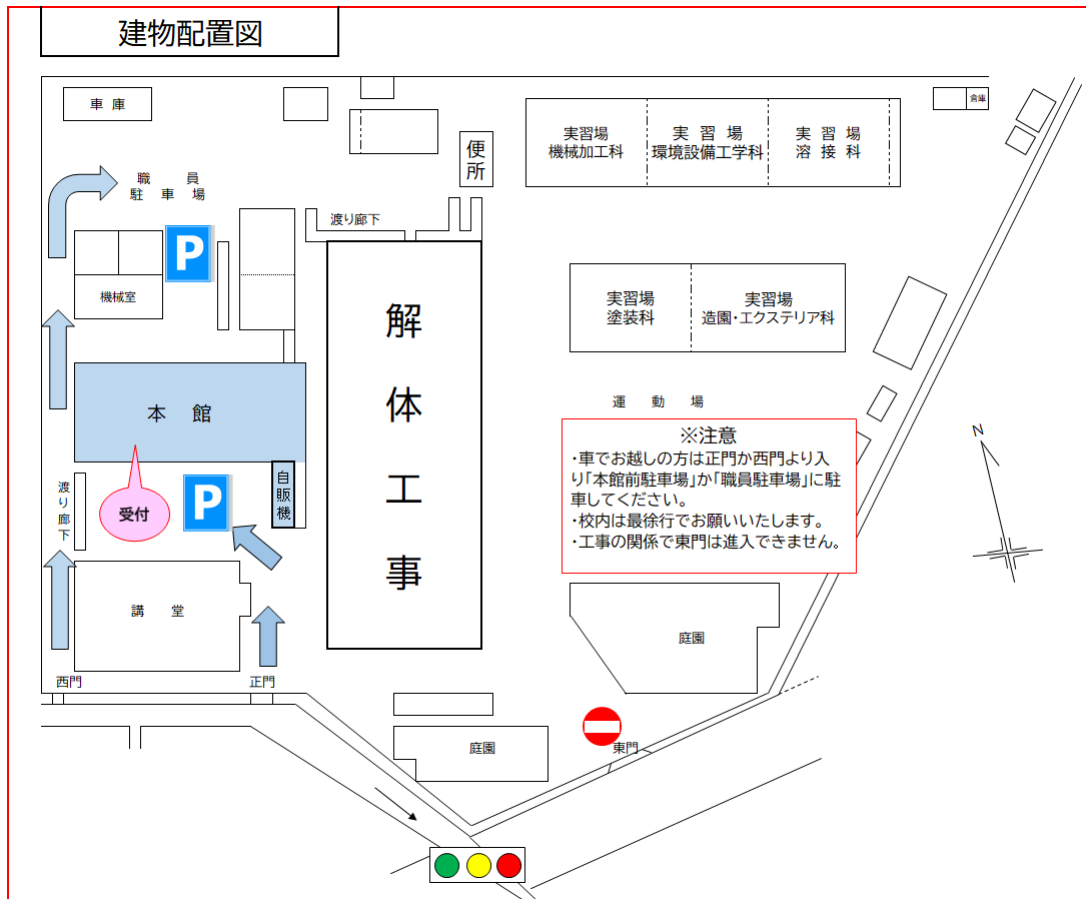 建物配置図
車庫
倉庫
便所
実習場
機械加工科
実習場
環境設備工学科
実習場
溶接科
職員
駐車場
P
渡り廊下
機械室
解体工事
実習場
塗装科
実習場
造園・エクステリア科
本館
運動場
※注意
・車でお越しの方は正門か西門より入
り「本館前駐車場」か「職員駐車場」に駐
車してください。
・校内は最徐行でお願いいたします。
・工事の関係で東門は進入できません。
N
渡り廊下
受付
P
自販機
講堂
庭園
西門
正門
庭園
東門